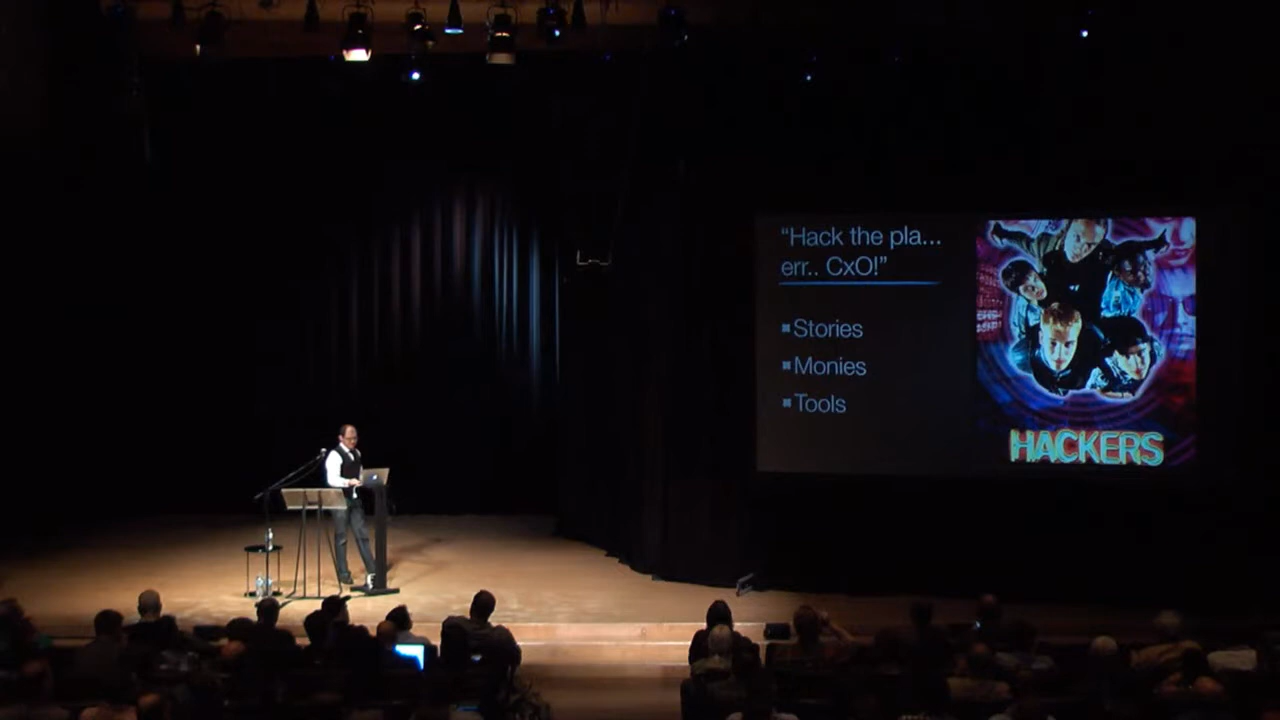 “Hack the pla...
err.. CxO!”
▪Stories
▪Monies
▪Tools
HACKERS